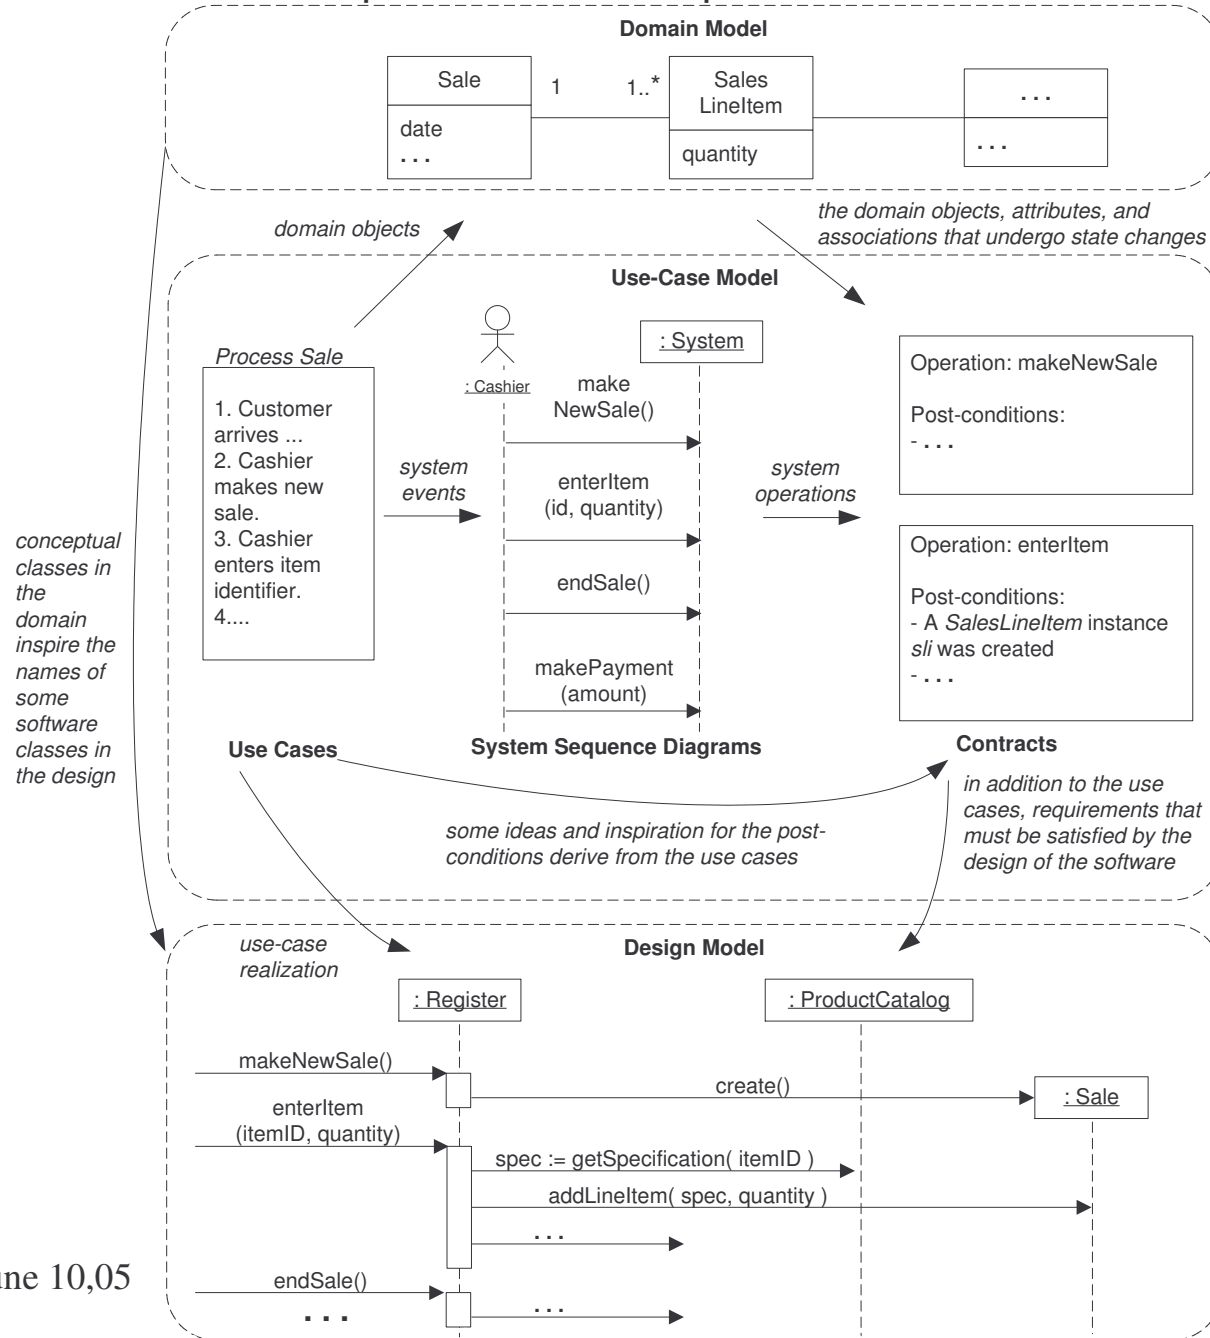 Domain Model
Sale
1
1..*
Sales
LineItem
. . .
date
. . .
quantity
. . .
domain objects
the domain objects, attributes, and
associations that undergo state changes
Use-Case Model
Process Sale
1. Customer
arrives ...
2. Cashier
makes new
sale.
3. Cashier
enters item
identifier.
4....
system
events
: Cashier
: System
make
NewSale()
enterItem
(id, quantity)
endSale()
makePayment
(amount)
system
operations
Operation: makeNewSale
Post-conditions:
- . . .
Operation: enterItem
Post-conditions:
- A SalesLineItem instance
sli was created
- . . .
conceptual
classes in
the
domain
inspire the
names of
some
software
classes in
the design
Use Cases
System Sequence Diagrams
Contracts
some ideas and inspiration for the post-
conditions derive from the use cases
in addition to the use
cases, requirements that
must be satisfied by the
design of the software
use-case
realization
Design Model
: Register
: ProductCatalog
makeNewSale()
create()
: Sale
enterItem
(itemID, quantity)
spec := getSpecification( itemID )
addLineItem( spec, quantity )
. . .
endSale()
. . .
. . .
une 10,05